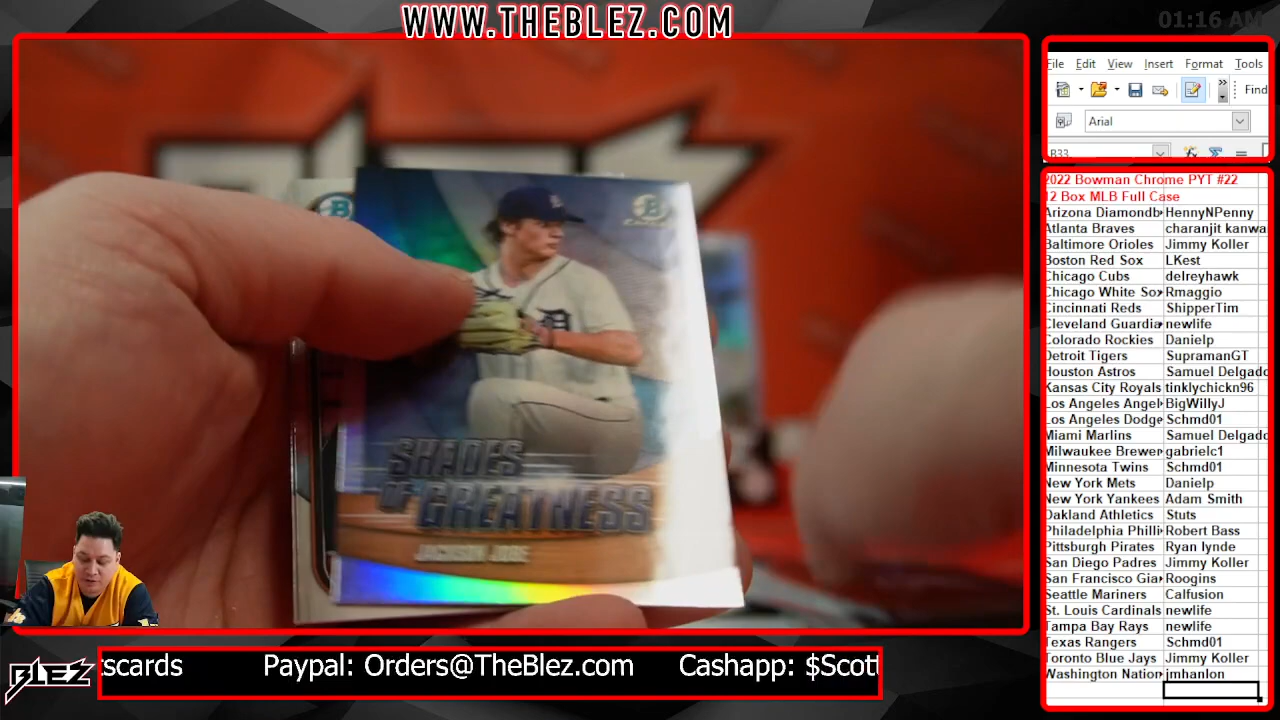 WWW.THEBLEZ.COM
01:16 AM
File Edit View Insert Format Tools
Find
Arial
B33
2022 Bowman Chrome PYT #22
12 Box MLB Full Case
Arizona Diamondb HennyNPenny
Atlanta Braves charanjit kanwa
Baltimore Orioles Jimmy Koller
Boston Red Sox LKest
Chicago Cubs delreyhawk
Chicago White Sox Rmaggio
Cincinnati Reds ShipperTim
Cleveland Guardia newlife
Colorado Rockies Danielp
Detroit Tigers SupramanGT
Houston Astros Samuel Delgado
Kansas City Royals tinklychickn96
Los Angeles Angel BigWillyJ
Los Angeles Dodge Schmd01
Miami Marlins Samuel Delgado
Milwaukee Brewer gabrielc1
Minnesota Twins Schmd01
New York Mets Danielp
New York Yankees Adam Smith
Oakland Athletics Stuts
Philadelphia Philli Robert Bass
Pittsburgh Pirates Ryan lynde
San Diego Padres Jimmy Koller
San Francisco Gia Roogins
Seattle Mariners Calfusion
St. Louis Cardinals newlife
Tampa Bay Rays newlife
Texas Rangers Schmd01
Toronto Blue Jays Jimmy Koller
Washington Nation jmhanlon
B
D
SHADES
OF GREATNESS
JACKSON JOBE
BLEZ
tscards Paypal: Orders@TheBlez.com Cashapp: $Scott